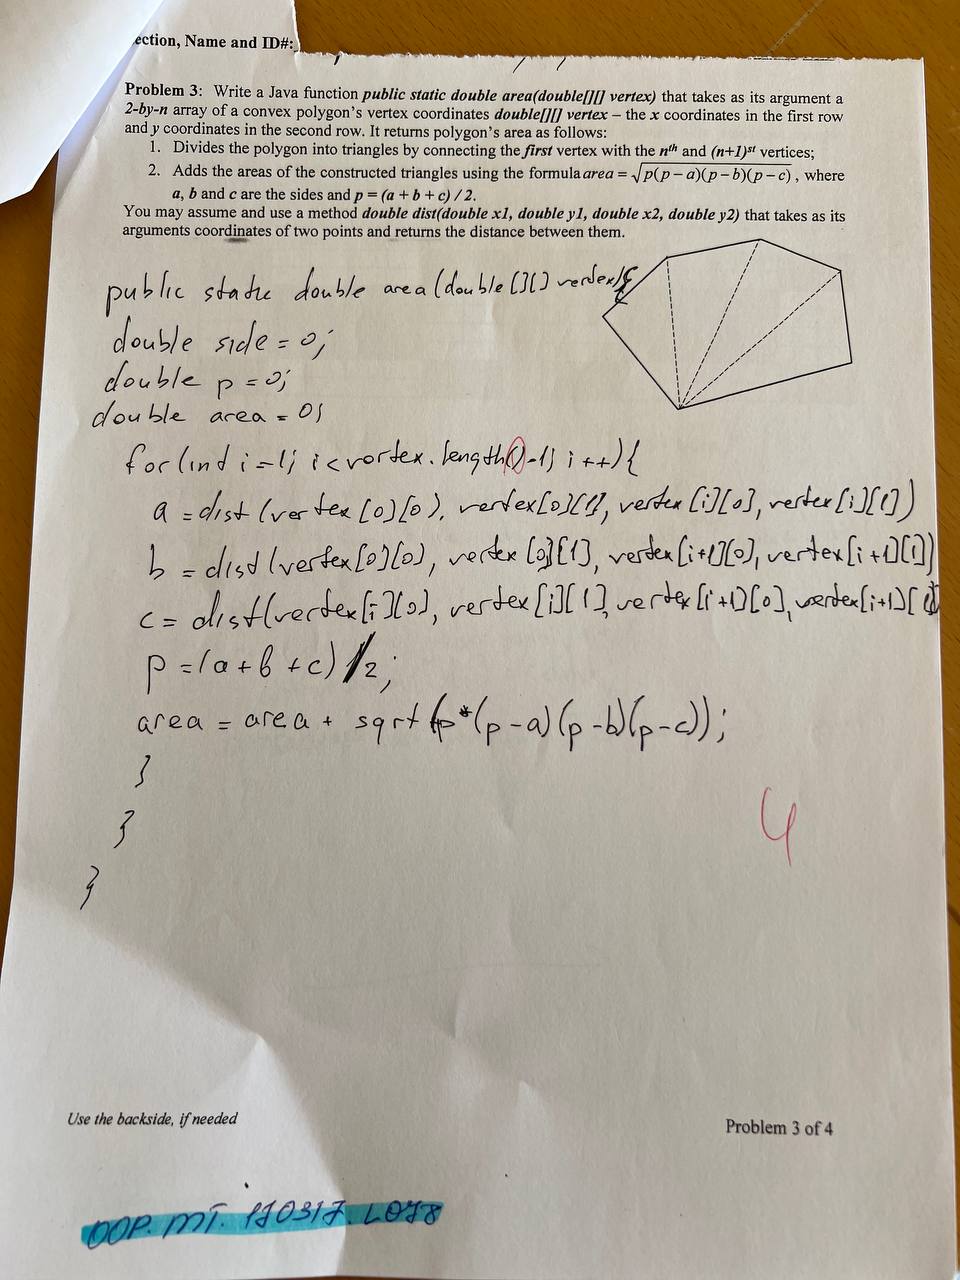 ection, Name and ID#:
Problem 3: Write a Java function public static double area(double[][] vertex) that takes as its argument a
2-by-n array of a convex polygon's vertex coordinates double[][] vertex – the x coordinates in the first row
and y coordinates in the second row. It returns polygon's area as follows:
1. Divides the polygon into triangles by connecting the first vertex with the nth and (n+1)st vertices;
2. Adds the areas of the constructed triangles using the formula area = √p(p − a)(p − b)(p − c) , where
a, b and c are the sides and p = (a + b + c) / 2.
You may assume and use a method double dist(double x1, double y1, double x2, double y2) that takes as its
arguments coordinates of two points and returns the distance between them.
public static double area (double [][] vertex){
double side = 0;
double p = 0;
double area = 0;
for (int i = 1; i < vortex. length()-1; i ++) {
a = dist (vertex [0][0], vertex[0][1], vertex [i][0], vertex[i][1])
b = dist (vertex[0][0], vertex [0][1], vertex[i+1][0], vertex[i+1][1])
c = dist(vertex[i][0], vertex [i][1], vertex [i+1][0], vertex[i+1][1])
p = (a + b + c) / 2;
area = area + sqrt (p*(p-a)(p-b)(p-c));
}
}
}
4
Use the backside, if needed
Problem 3 of 4
OOP. MT. 170317. L078